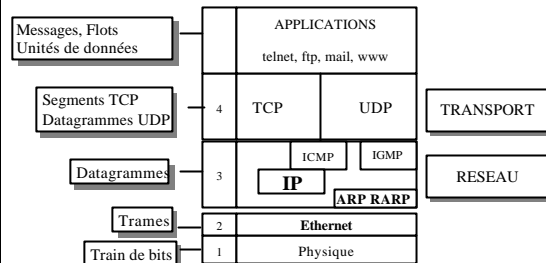 Messages, Flots
Unités de données
APPLICATIONS
telnet, ftp, mail, www
Segments TCP
Datagrammes UDP
4
TCP
UDP
TRANSPORT
Datagrammes
3
ICMP
IGMP
IP
ARP RARP
RESEAU
Trames
2
Ethernet
Train de bits
1
Physique